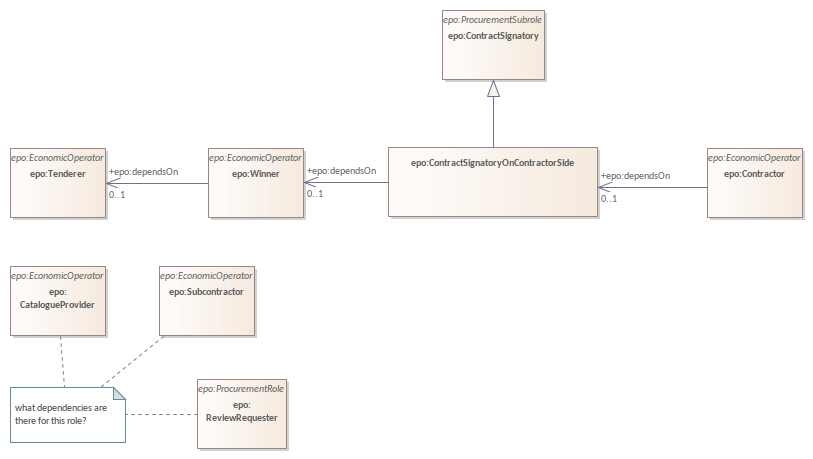 epo:ProcurementSubrole
epo:ContractSignatory
epo:EconomicOperator
epo:Tenderer
+epo:dependsOn
0..1
epo:EconomicOperator
epo:Winner
+epo:dependsOn
0..1
epo:ContractSignatoryOnContractorSide
+epo:dependsOn
0..1
epo:EconomicOperator
epo:Contractor
epo:EconomicOperator
epo:
CatalogueProvider
epo:EconomicOperator
epo:Subcontractor
what dependencies are
there for this role?
epo:ProcurementRole
epo:
ReviewRequester